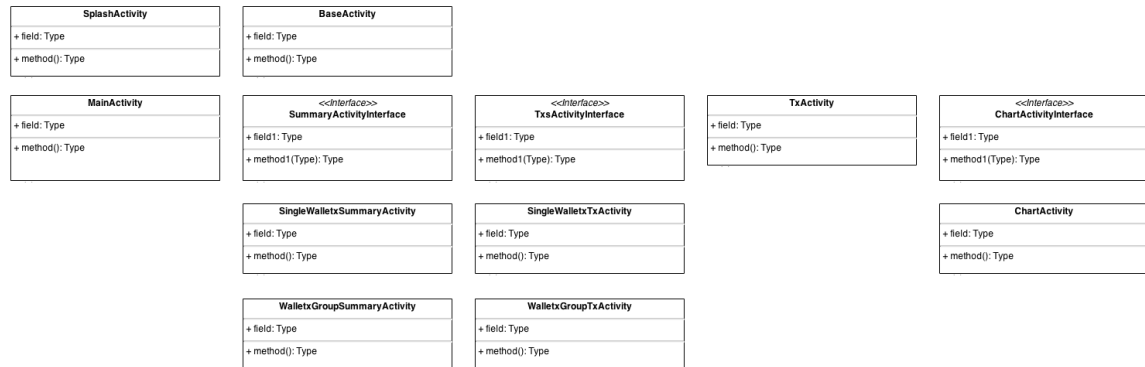 SplashActivity
+ field: Type
+ method(): Type
BaseActivity
+ field: Type
+ method(): Type
MainActivity
+ field: Type
+ method(): Type
<<Interface>>
SummaryActivityInterface
+ field1: Type
+ method1(Type): Type
<<Interface>>
TxsActivityInterface
+ field1: Type
+ method1(Type): Type
TxActivity
+ field: Type
+ method(): Type
<<Interface>>
ChartActivityInterface
+ field1: Type
+ method1(Type): Type
SingleWalletxSummaryActivity
+ field: Type
+ method(): Type
SingleWalletxTxActivity
+ field: Type
+ method(): Type
ChartActivity
+ field: Type
+ method(): Type
WalletxGroupSummaryActivity
+ field: Type
+ method(): Type
WalletxGroupTxActivity
+ field: Type
+ method(): Type